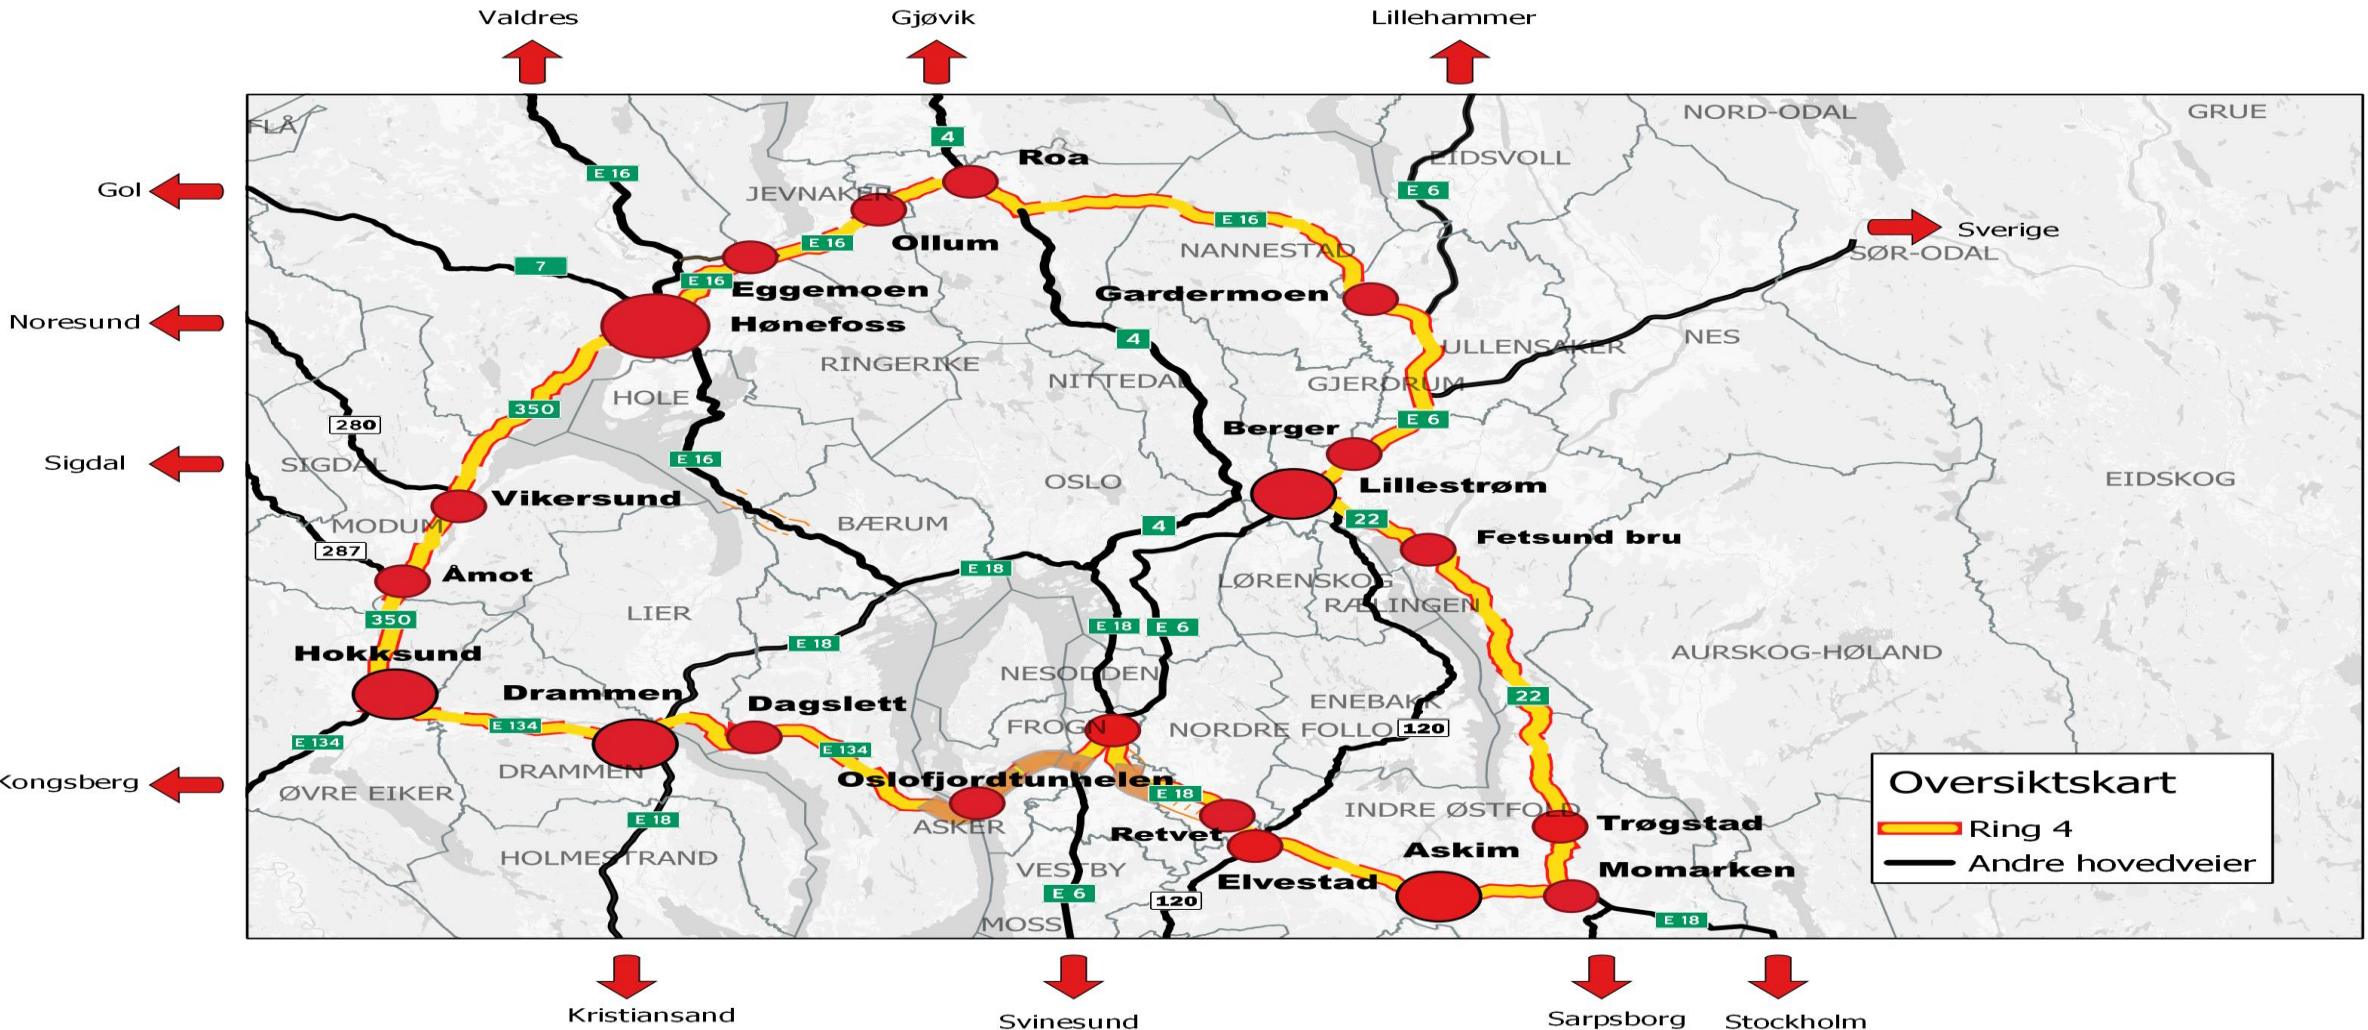 Valdres
Gjøvik
Lillehammer
FLÅ
NORD-ODAL
GRUE
4
Roa
EIDSVOLL
E 16
Gol
JEVNAKER
E 6
E 16
Sverige
Ollum
E 16
NANNESTAD
SØR-ODAL
7
E 16
Eggemoen
Gardermoen
Noresund
Hønefoss
4
ULLENSAKER
NES
RINGERIKE
NITTEDAL
GJERDRUM
HOLE
350
280
E 6
Berger
Sigdal
SIGDAL
E 16
OSLO
Lillestrøm
EIDSKOG
Vikersund
MODUM
BÆRUM
4
22
Fetsund bru
287
Åmot
E 18
LØRENSKOG
RÆLINGEN
350
LIER
E 18
E 18
E 6
Hokksund
NESODDEN
AURSKOG-HØLAND
Drammen
Dagslett
ENEBAKK
22
E 134
FROGN
NORDRE FOLLO
120
E 134
E 134
DRAMMEN
Oslofjordtunnelen
Kongsberg
ØVRE EIKER
E 18
INDRE ØSTFOLD
Oversiktskart
E 18
ASKER
Retvet
Trøgstad
Ring 4
HOLMESTRAND
VESTBY
Askim
Momarken
Andre hovedveier
Elvestad
E 6
120
MOSS
E 18
Kristiansand
Svinesund
Sarpsborg
Stockholm